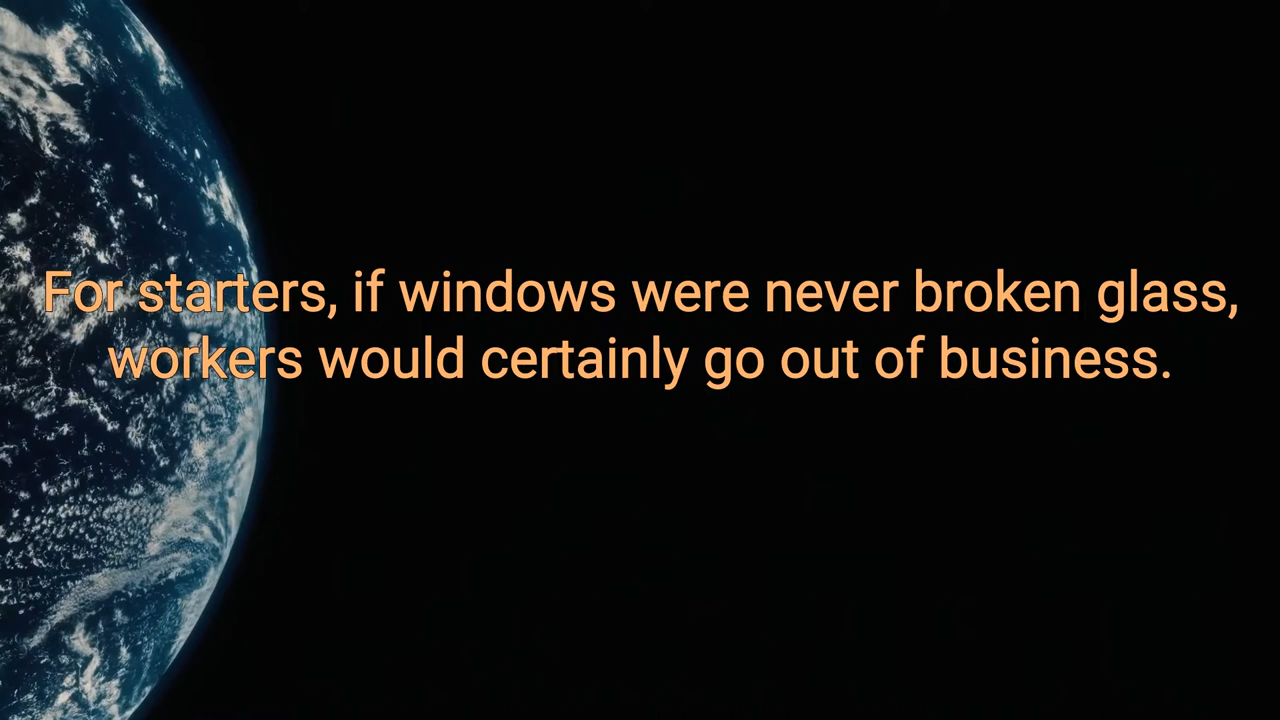 For starters, if windows were never broken glass,
workers would certainly go out of business.